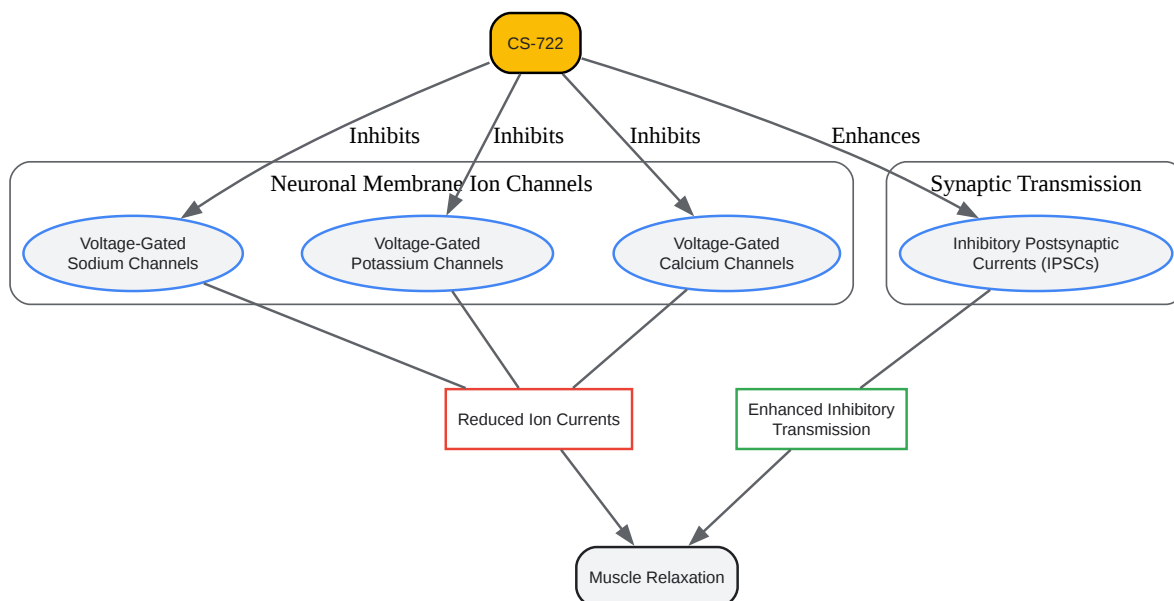 CS-722
Inhibits
Inhibits
Inhibits
Enhances
Neuronal Membrane Ion Channels
Synaptic Transmission
Voltage-Gated
Sodium Channels
Voltage-Gated
Potassium Channels
Voltage-Gated
Calcium Channels
Inhibitory Postsynaptic
Currents (IPSCs)
Reduced Ion Currents
Enhanced Inhibitory
Transmission
Muscle Relaxation